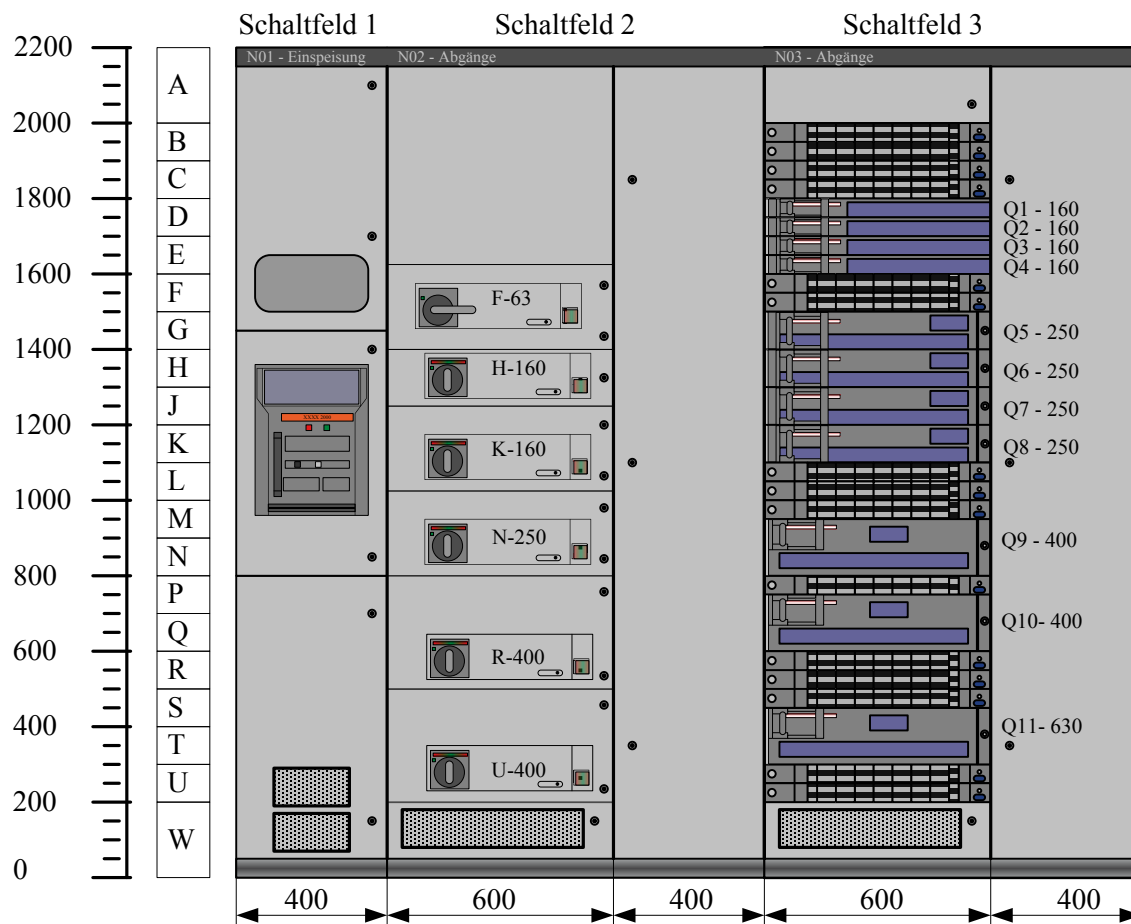 Schaltfeld 1 Schaltfeld 2 Schaltfeld 3
2200
N01 - Einspeisung N02 - Abgänge N03 - Abgänge
A
2000
B
C
1800
D Q1 - 160
Q2 - 160
E Q3 - 160
Q4 - 160
1600
F F-63
G Q5 - 250
1400
H H-160 Q6 - 250
J Q7 - 250
XXXX 2000
1200
K K-160 Q8 - 250
L
1000
M
N N-250 Q9 - 400
800
P
Q Q10- 400
600
R R-400
S
400 Q11- 630
T
U U-400
200
W
0
400 600 400 600 400